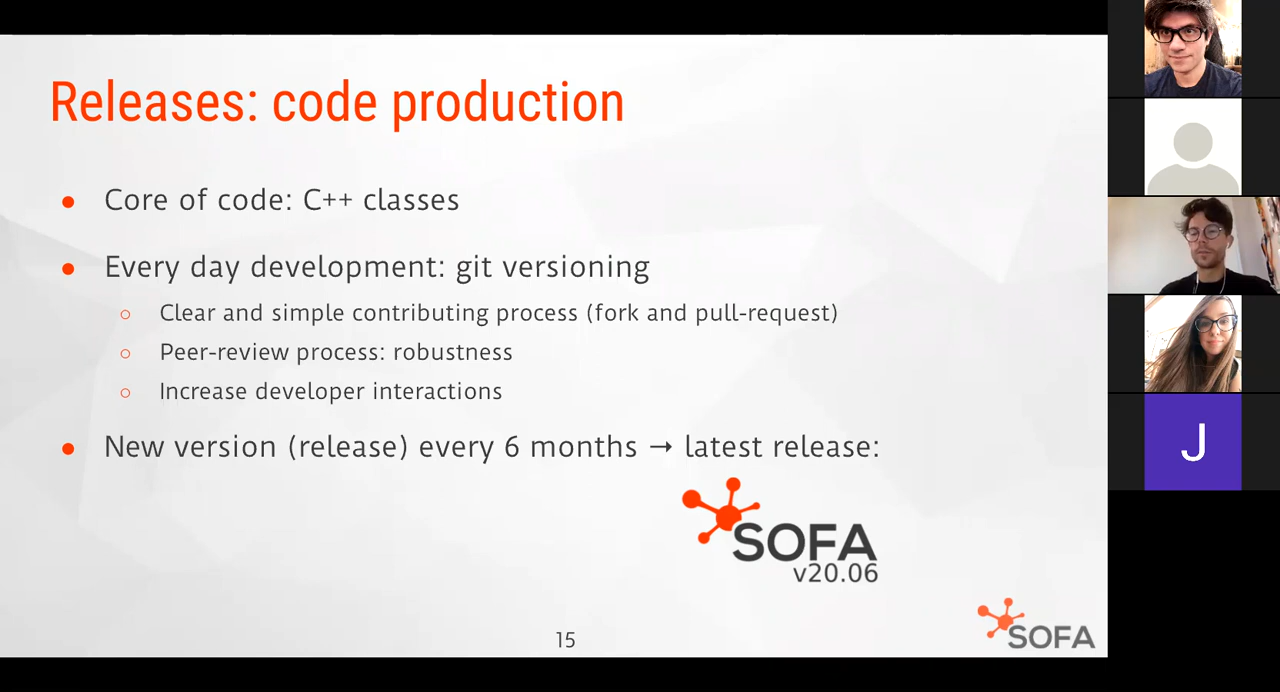 Releases: code production
Core of code: C++ classes
Every day development: git versioning
Clear and simple contributing process (fork and pull-request)
Peer-review process: robustness
Increase developer interactions
New version (release) every 6 months → latest release:
SOFA
v20.06
15
SOFA
J